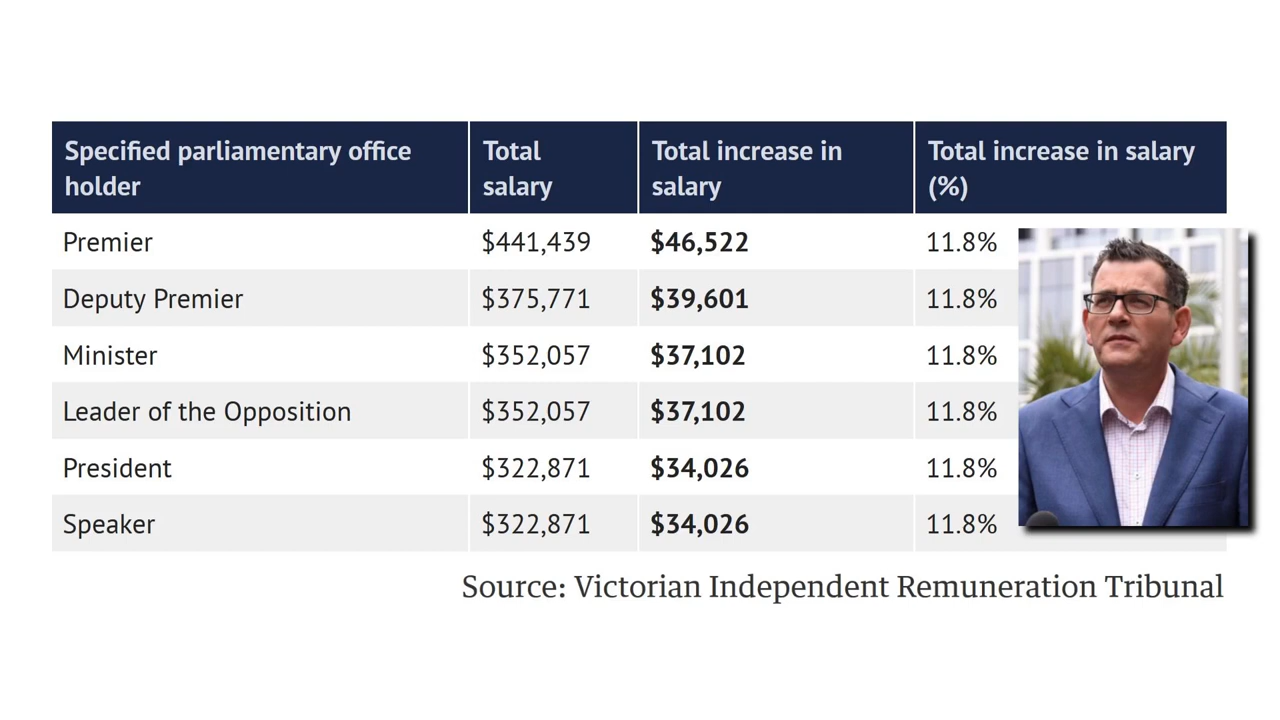 Specified parliamentary office holder | Total salary | Total increase in salary | Total increase in salary (%)
Premier | $441,439 | $46,522 | 11.8%
Deputy Premier | $375,771 | $39,601 | 11.8%
Minister | $352,057 | $37,102 | 11.8%
Leader of the Opposition | $352,057 | $37,102 | 11.8%
President | $322,871 | $34,026 | 11.8%
Speaker | $322,871 | $34,026 | 11.8%
Source: Victorian Independent Remuneration Tribunal